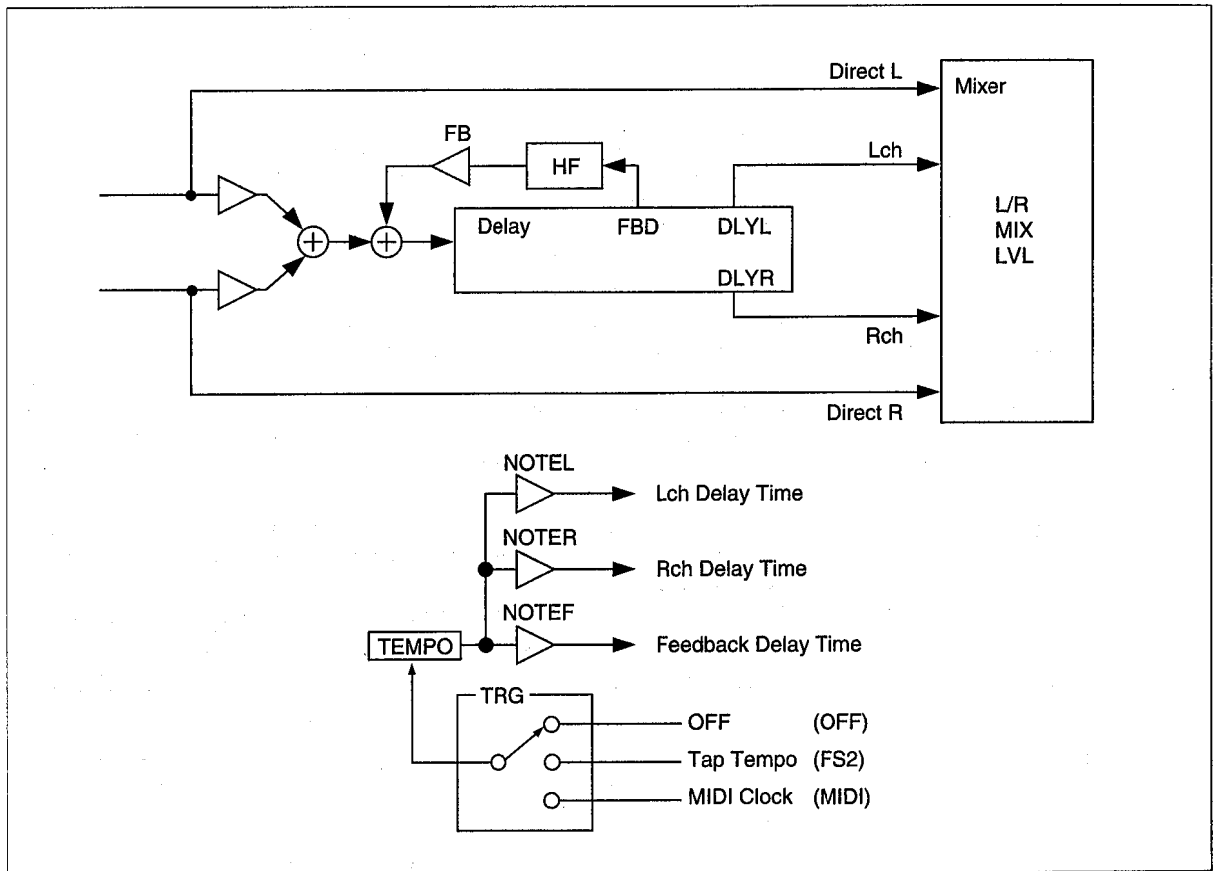 Direct L
Mixer
FB
HF
Lch
Delay
FBD
DLYL
DLYR
L/R
MIX
LVL
Rch
Direct R
NOTEL
Lch Delay Time
NOTER
Rch Delay Time
NOTEF
TEMPO
Feedback Delay Time
TRG
OFF (OFF)
Tap Tempo (FS2)
MIDI Clock (MIDI)